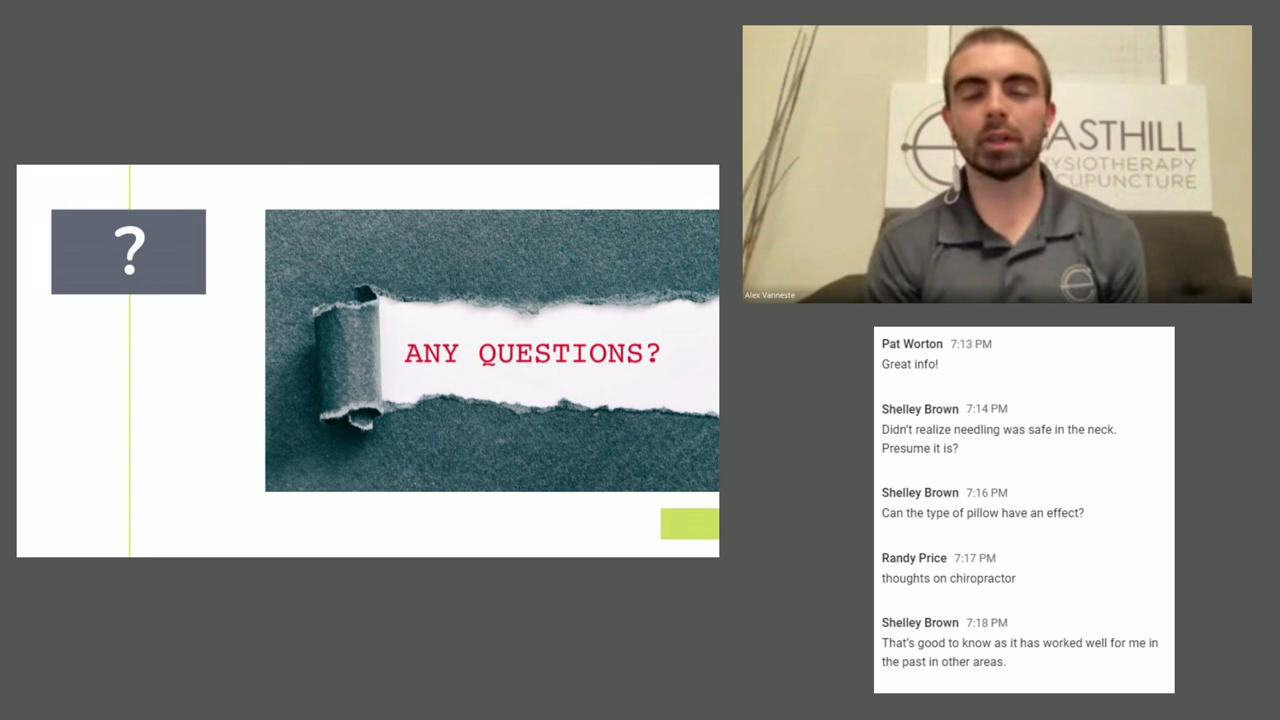 ?
ANY QUESTIONS?
ASTHILL
YSIOTHERAPY
CUPUNCTURE
Alex Vanneste
Pat Worton 7:13 PM
Great info!
Shelley Brown 7:14 PM
Didn't realize needling was safe in the neck.
Presume it is?
Shelley Brown 7:16 PM
Can the type of pillow have an effect?
Randy Price 7:17 PM
thoughts on chiropractor
Shelley Brown 7:18 PM
That's good to know as it has worked well for me in
the past in other areas.